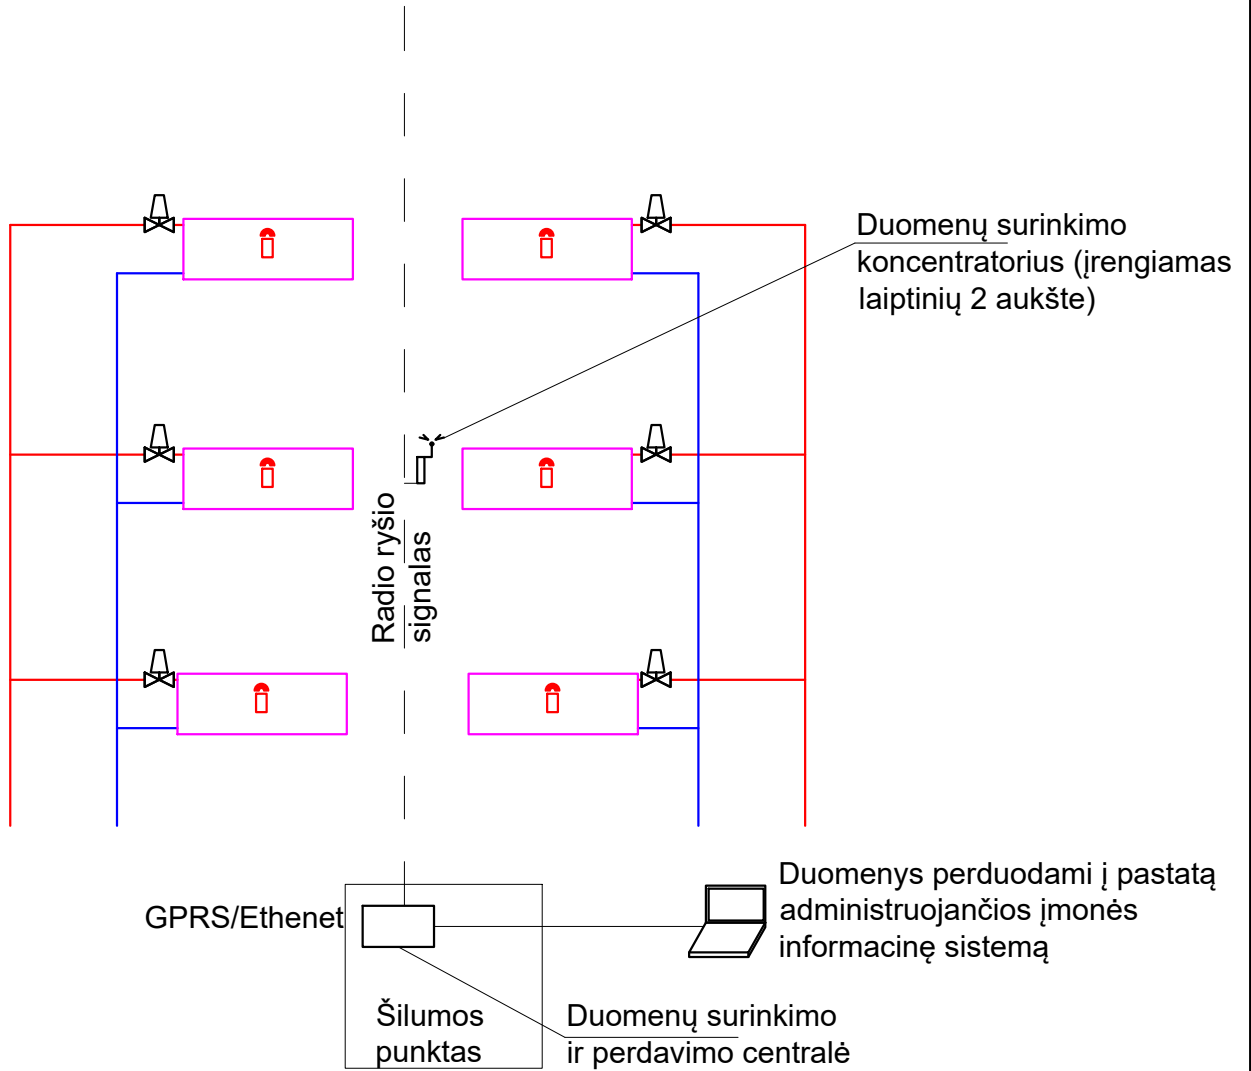 Duomenų surinkimo
koncentratorius (įrengiamas
laiptinių 2 aukšte)
Radio ryšio
signalas
Duomenys perduodami į pastatą
administruojančios įmonės
informacinę sistemą
GPRS/Ethenet
Šilumos
punktas
Duomenų surinkimo
ir perdavimo centralė